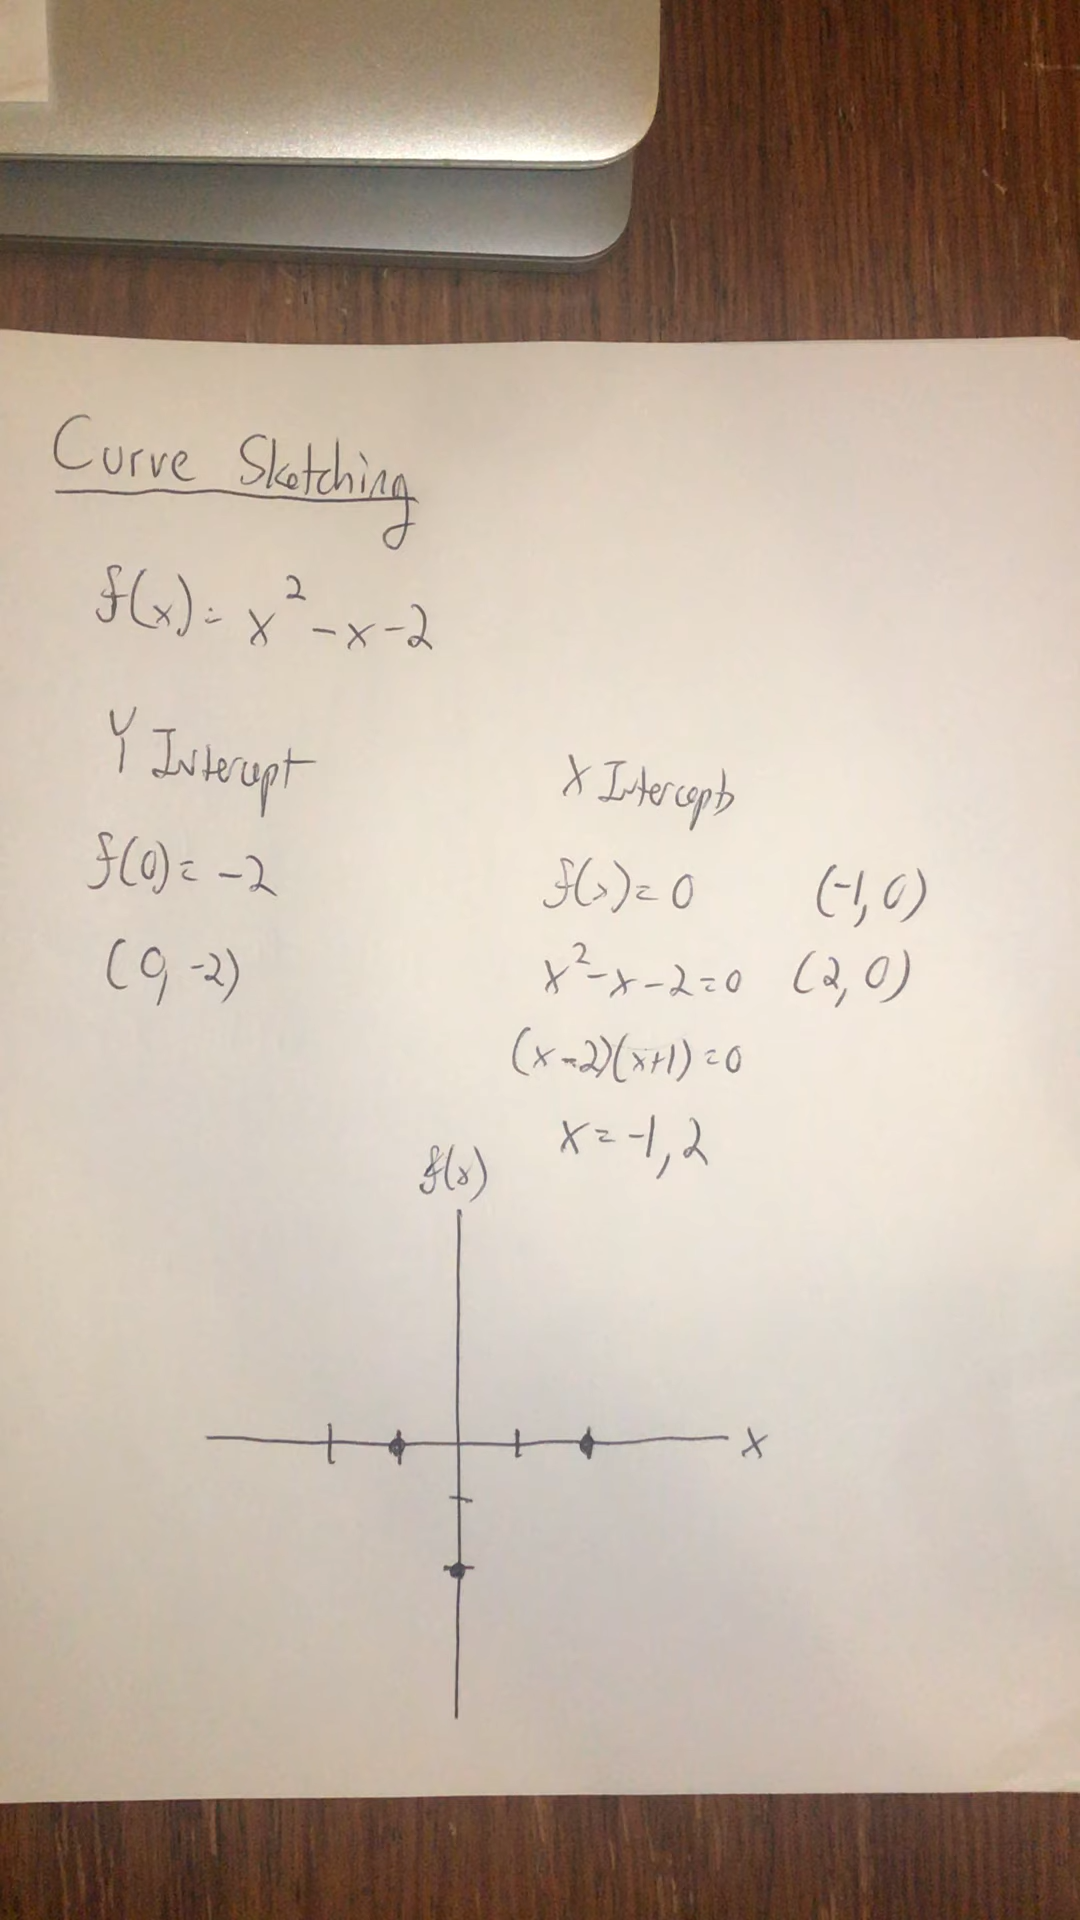 Curve Sketching
f(x) = x² - x - 2
Y Intercept
f(0) = -2
(0, -2)
X Intercepts
f(x) = 0
x² - x - 2 = 0
(x - 2)(x + 1) = 0
x = -1, 2
(-1, 0)
(2, 0)
f(x)
x